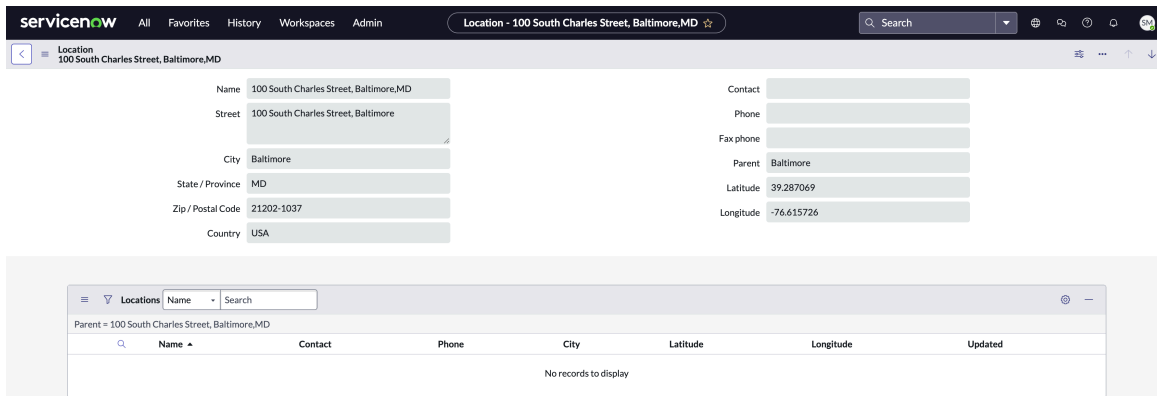 servicenow All Favorites History Workspaces Admin Location - 100 South Charles Street, Baltimore,MD Search SM
Location
100 South Charles Street, Baltimore,MD
Name 100 South Charles Street, Baltimore,MD
Street 100 South Charles Street, Baltimore
City Baltimore
State / Province MD
Zip / Postal Code 21202-1037
Country USA
Contact
Phone
Fax phone
Parent Baltimore
Latitude 39.287069
Longitude -76.615726
Locations Name Search
Parent = 100 South Charles Street, Baltimore,MD
Name Contact Phone City Latitude Longitude Updated
No records to display